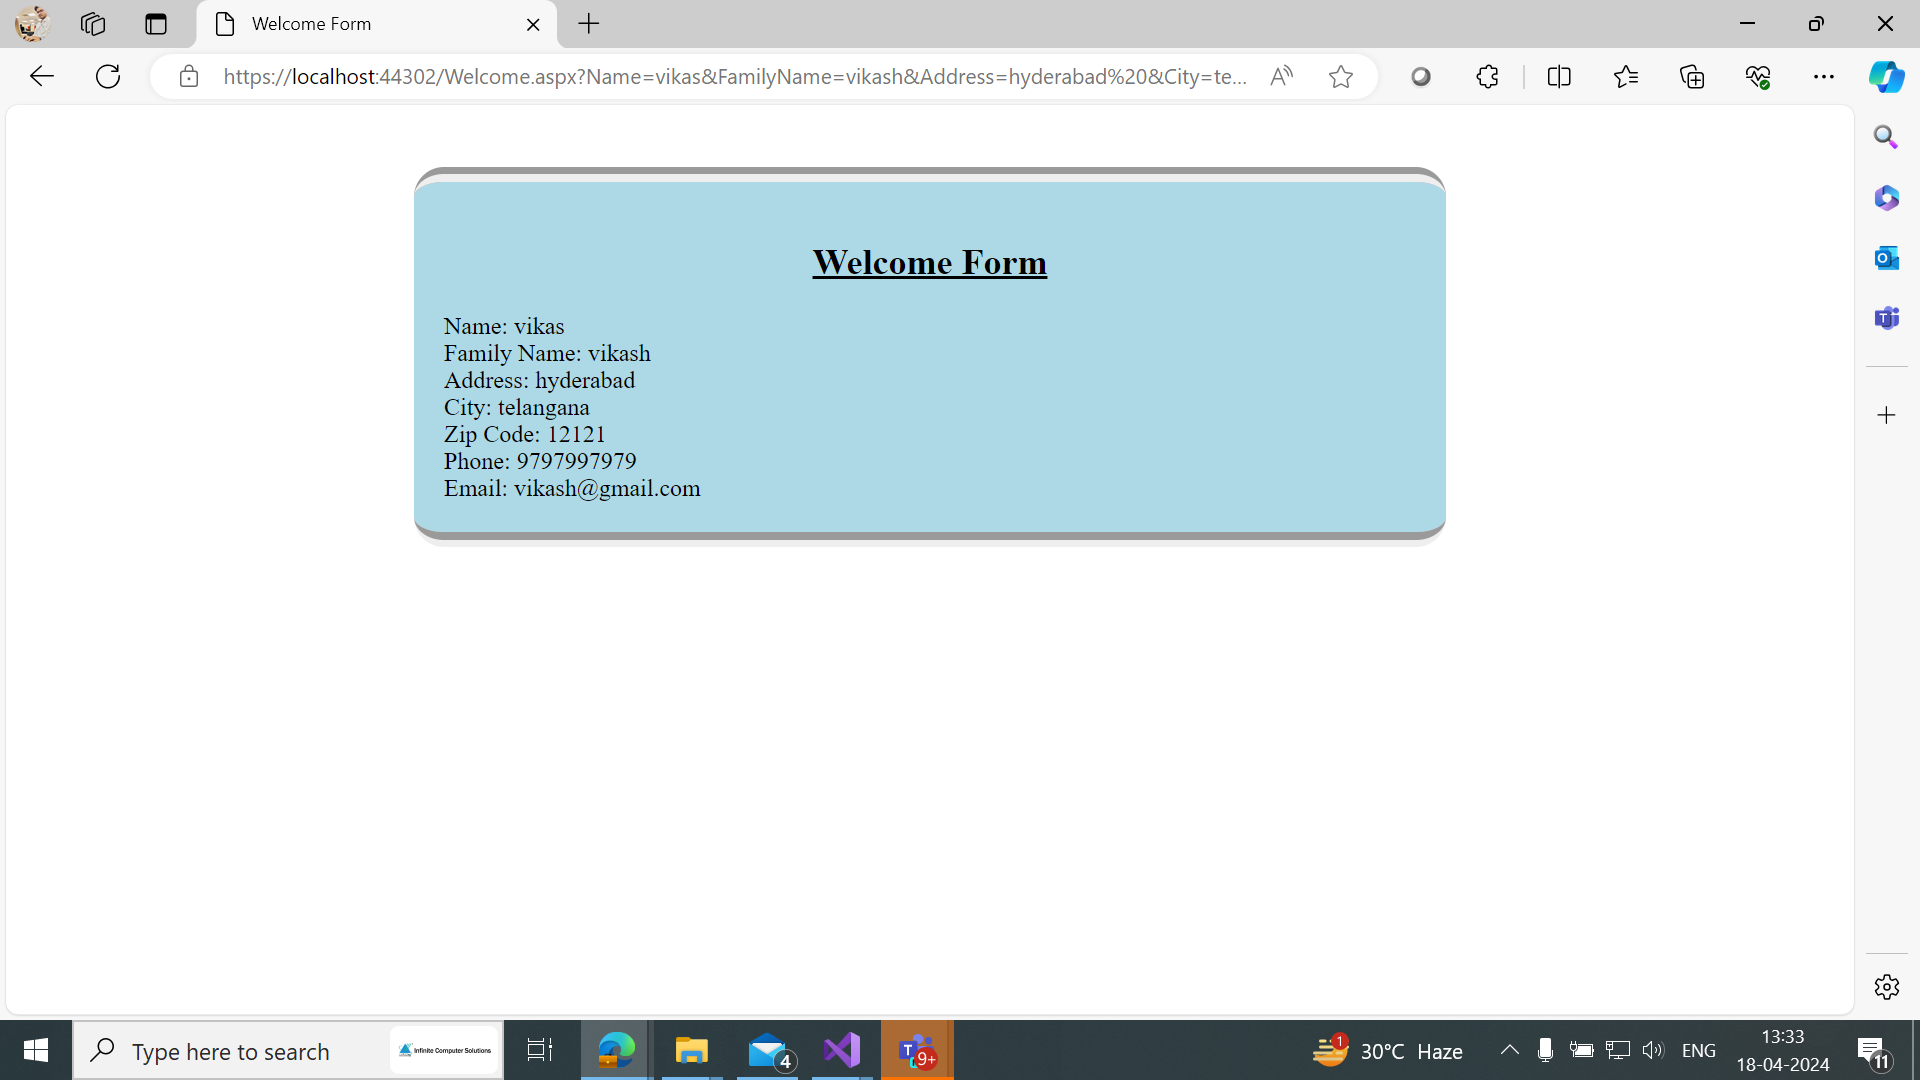 Welcome Form
https://localhost:44302/Welcome.aspx?Name=vikas&FamilyName=vikash&Address=hyderabad%20&City=te...
Welcome Form
Name: vikas
Family Name: vikash
Address: hyderabad
City: telangana
Zip Code: 12121
Phone: 9797997979
Email: vikash@gmail.com
Type here to search
Infinite Computer Solutions
4
T 9+
1
30°C Haze
ENG
13:33
18-04-2024
11